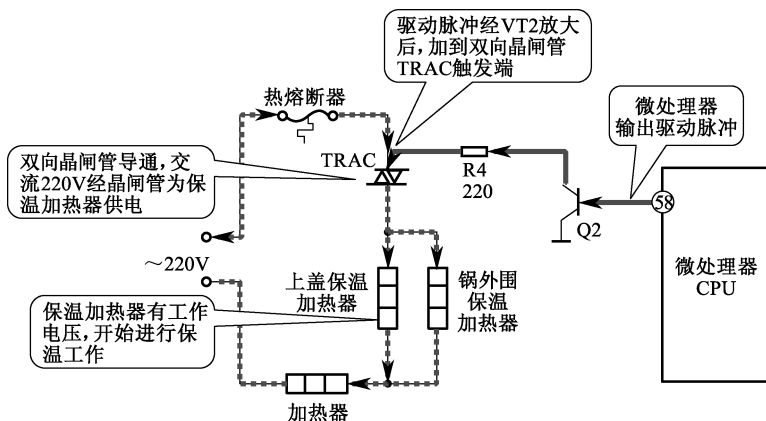 驱动脉冲经VT2放大
后，加到双向晶闸管
TRAC触发端
微处理器
输出驱动脉冲
热熔断器
双向晶闸管导通，交
流220V经晶闸管为保
温加热器供电
TRAC
R4
220
58
Q2
微处理器
CPU
～220V
上盖保温
加热器
锅外围
保温
加热器
保温加热器有工作
电压，开始进行保
温工作
加热器